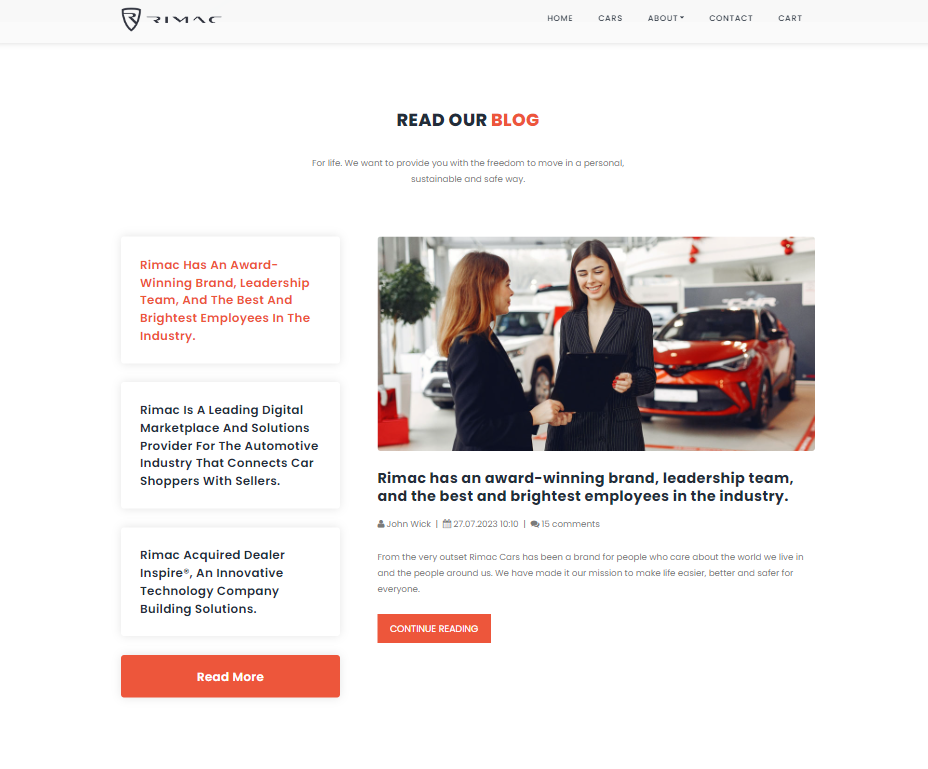 RIMAC
HOME
CARS
ABOUT
CONTACT
CART
READ OUR BLOG
For life. We want to provide you with the freedom to move in a personal,
sustainable and safe way.
Rimac Has An Award-
Winning Brand, Leadership
Team, And The Best And
Brightest Employees In The
Industry.
Rimac Is A Leading Digital
Marketplace And Solutions
Provider For The Automotive
Industry That Connects Car
Shoppers With Sellers.
Rimac Acquired Dealer
Inspire®, An Innovative
Technology Company
Building Solutions.
Read More
Rimac has an award-winning brand, leadership team,
and the best and brightest employees in the industry.
John Wick | 27.07.2023 10:10 | 15 comments
From the very outset Rimac Cars has been a brand for people who care about the world we live in
and the people around us. We have made it our mission to make life easier, better and safer for
everyone.
CONTINUE READING